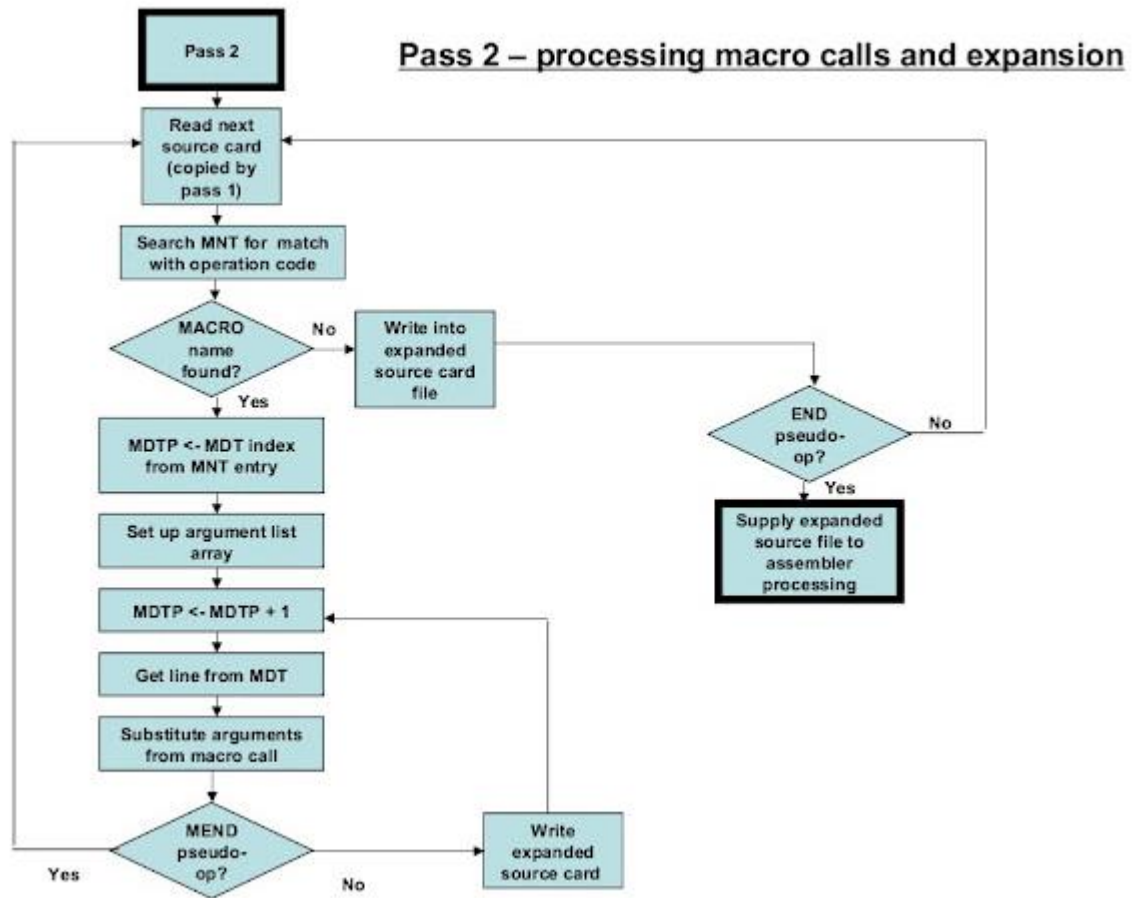 Pass 2
Pass 2 – processing macro calls and expansion
Read next
source card
(copied by
pass 1)
Search MNT for match
with operation code
MACRO
name
found?
No
Write into
expanded
source card
file
Yes
END
pseudo-
op?
No
Yes
Supply expanded
source file to
assembler
processing
MDTP <- MDT index
from MNT entry
Set up argument list
array
MDTP <- MDTP + 1
Get line from MDT
Substitute arguments
from macro call
MEND
pseudo-
op?
Yes
No
Write
expanded
source card